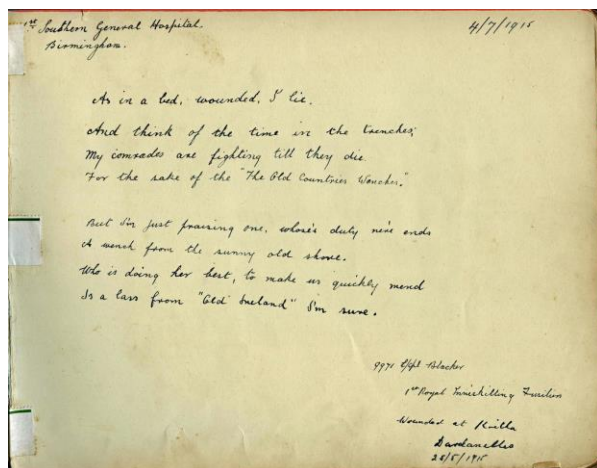 1st Southern General Hospital.
Birmingham.
4/7/1915
As in a bed, wounded, I lie.
And think of the time in the trenches;
My comrades are fighting till they die.
For the sake of the "The Old Countries Wenches."
But I'm just praising one, whose's duty ne're ends
A wench from the sunny old shore.
Who is doing her best, to make us quickly mend
Is a lass from "Old Ireland" I'm sure.
9971 L/Cpl Blacker
1st Royal Inniskilling Fusiliers
Wounded at Krithia
Dardanelles
28/5/1915